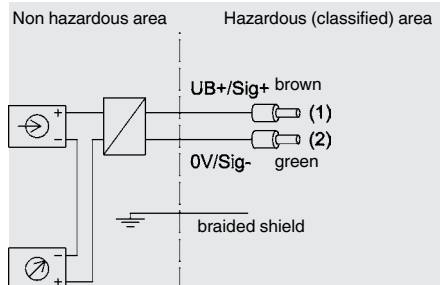 Non hazardous area
Hazardous (classified) area
UB+/Sig+ brown
+
(1)
−
(2)
0V/Sig- green
braided shield
−
+